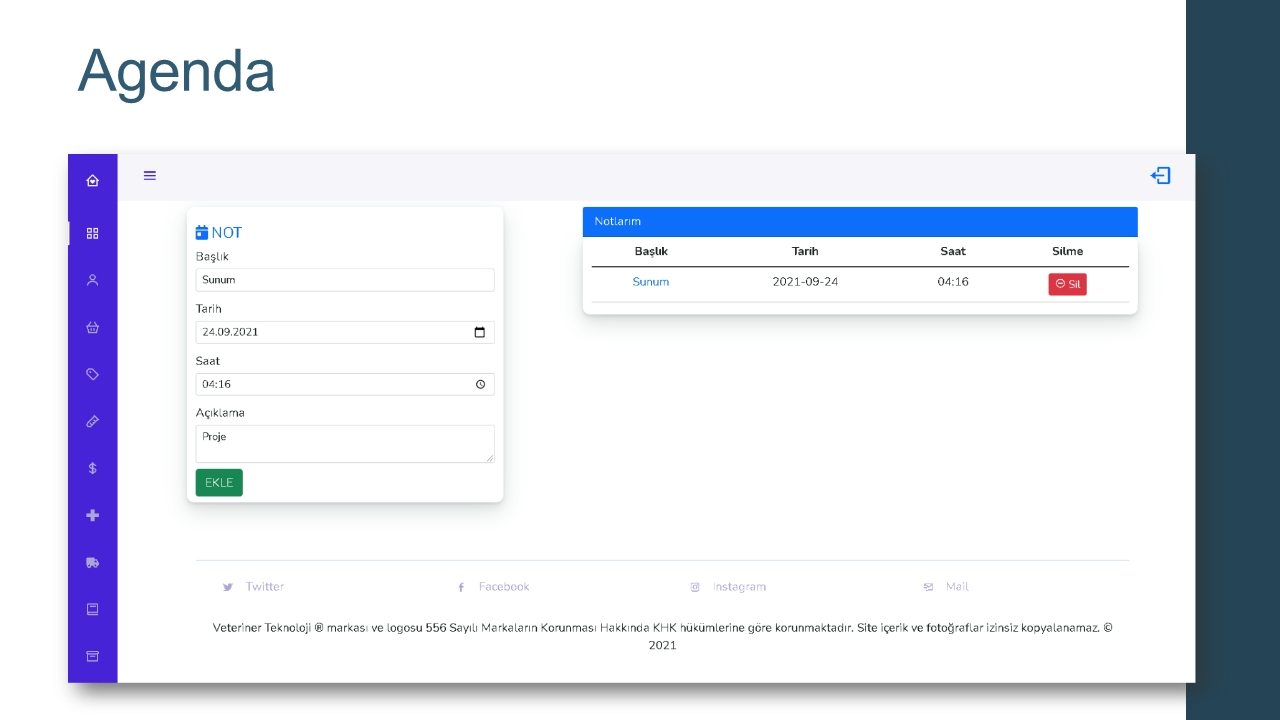 Agenda
NOT
Başlık
Sunum
Tarih
24.09.2021
Saat
04:16
Açıklama
Proje
EKLE
Notlarım
Başlık Tarih Saat Silme
Sunum 2021-09-24 04:16 Sil
Twitter Facebook Instagram Mail
Veteriner Teknoloji ® markası ve logosu 556 Sayılı Markaların Korunması Hakkında KHK hükümlerine göre korunmaktadır. Site içerik ve fotoğraflar izinsiz kopyalanamaz. ©
2021